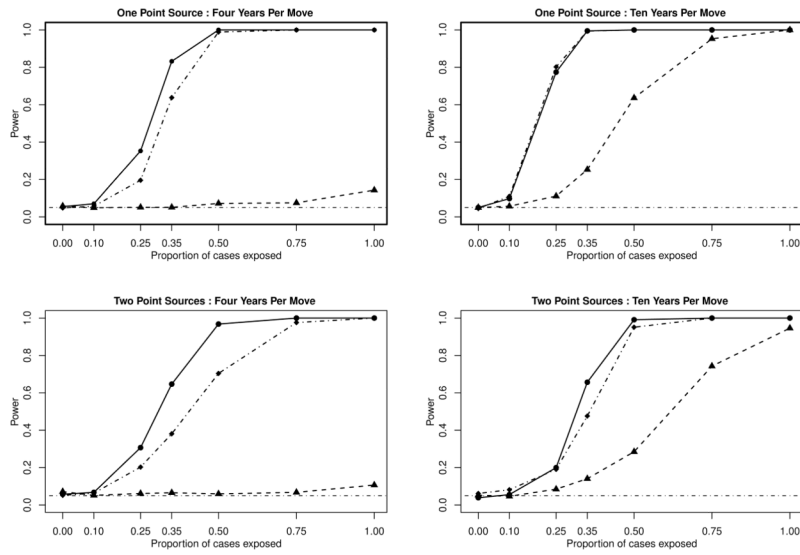 One Point Source : Four Years Per Move
Power
0.0 0.2 0.4 0.6 0.8 1.0
0.00 0.10 0.25 0.35 0.50 0.75 1.00
Proportion of cases exposed
One Point Source : Ten Years Per Move
Power
0.0 0.2 0.4 0.6 0.8 1.0
0.00 0.10 0.25 0.35 0.50 0.75 1.00
Proportion of cases exposed
Two Point Sources : Four Years Per Move
Power
0.0 0.2 0.4 0.6 0.8 1.0
0.00 0.10 0.25 0.35 0.50 0.75 1.00
Proportion of cases exposed
Two Point Sources : Ten Years Per Move
Power
0.0 0.2 0.4 0.6 0.8 1.0
0.00 0.10 0.25 0.35 0.50 0.75 1.00
Proportion of cases exposed